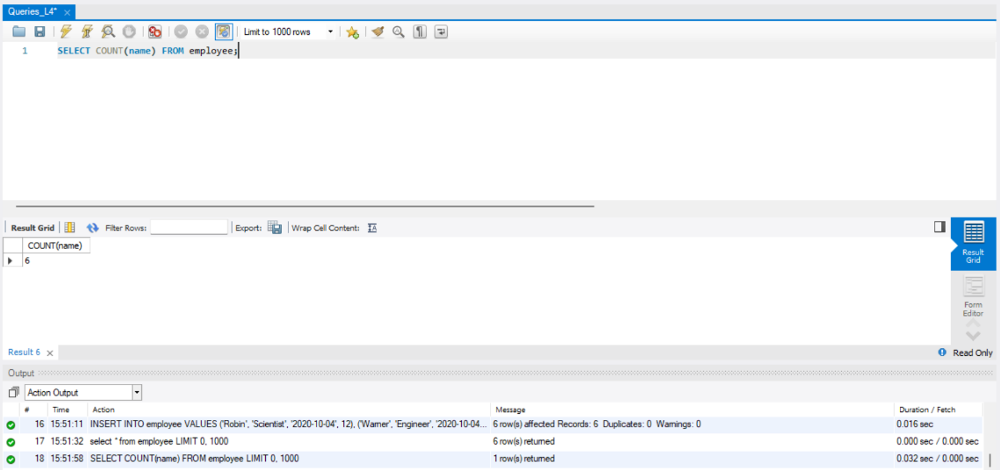 Queries_L4*
Limit to 1000 rows
1 SELECT COUNT(name) FROM employee;
Result Grid Filter Rows: Export: Wrap Cell Content: IA
COUNT(name)
6
Result Grid
Form Editor
Result 6 Read Only
Output
Action Output
# Time Action Message Duration / Fetch
16 15:51:11 INSERT INTO employee VALUES ('Robin', 'Scientist', '2020-10-04', 12), ('Warner', 'Engineer', '2020-10-04... 6 row(s) affected Records: 6 Duplicates: 0 Warnings: 0 0.016 sec
17 15:51:32 select * from employee LIMIT 0, 1000 6 row(s) returned 0.000 sec / 0.000 sec
18 15:51:58 SELECT COUNT(name) FROM employee LIMIT 0, 1000 1 row(s) returned 0.032 sec / 0.000 sec